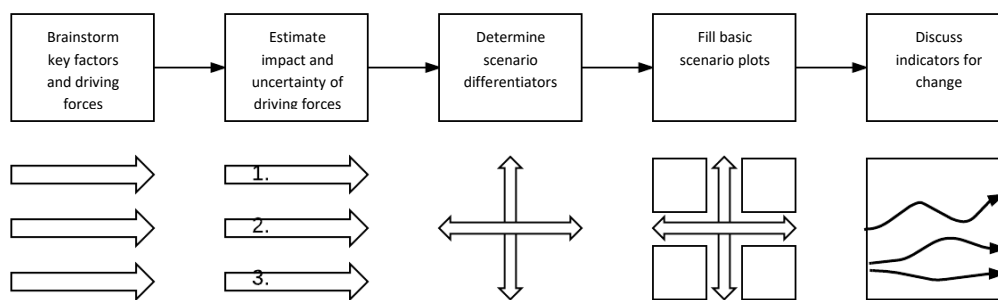 Brainstorm
key factors
and driving
forces
Estimate
impact and
uncertainty of
driving forces
Determine
scenario
differentiators
Fill basic
scenario plots
Discuss
indicators for
change
1.
2.
3.